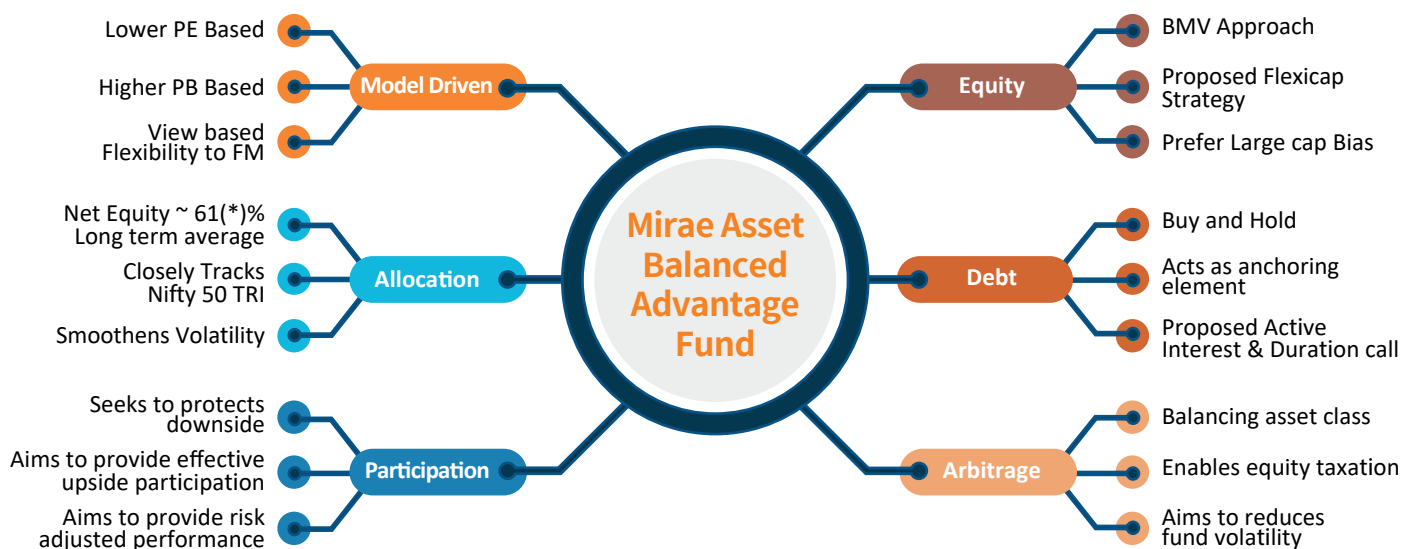 Lower PE Based
Higher PB Based
View based
Flexibility to FM
Model Driven
Net Equity ~ 61(*)%
Long term average
Closely Tracks
Nifty 50 TRI
Smoothens Volatility
Allocation
Seeks to protects
downside
Aims to provide effective
upside participation
Aims to provide risk
adjusted performance
Participation
Mirae Asset
Balanced
Advantage
Fund
Equity
BMV Approach
Proposed Flexicap
Strategy
Prefer Large cap Bias
Debt
Buy and Hold
Acts as anchoring
element
Proposed Active
Interest & Duration call
Arbitrage
Balancing asset class
Enables equity taxation
Aims to reduces
fund volatility